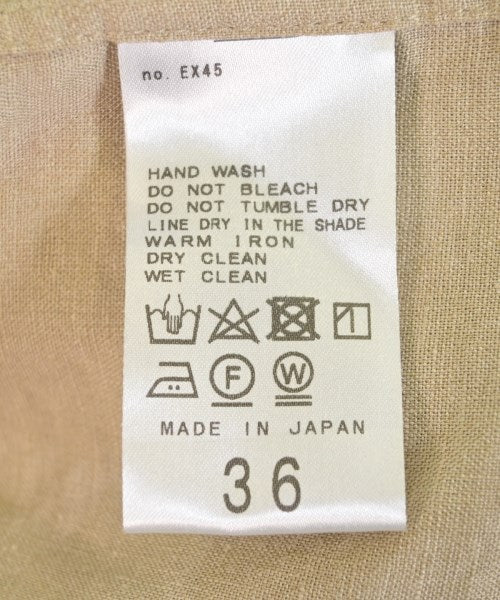 no. EX45
HAND WASH
DO NOT BLEACH
DO NOT TUMBLE DRY
LINE DRY IN THE SHADE
WARM IRON
DRY CLEAN
WET CLEAN
F W
MADE IN JAPAN
36